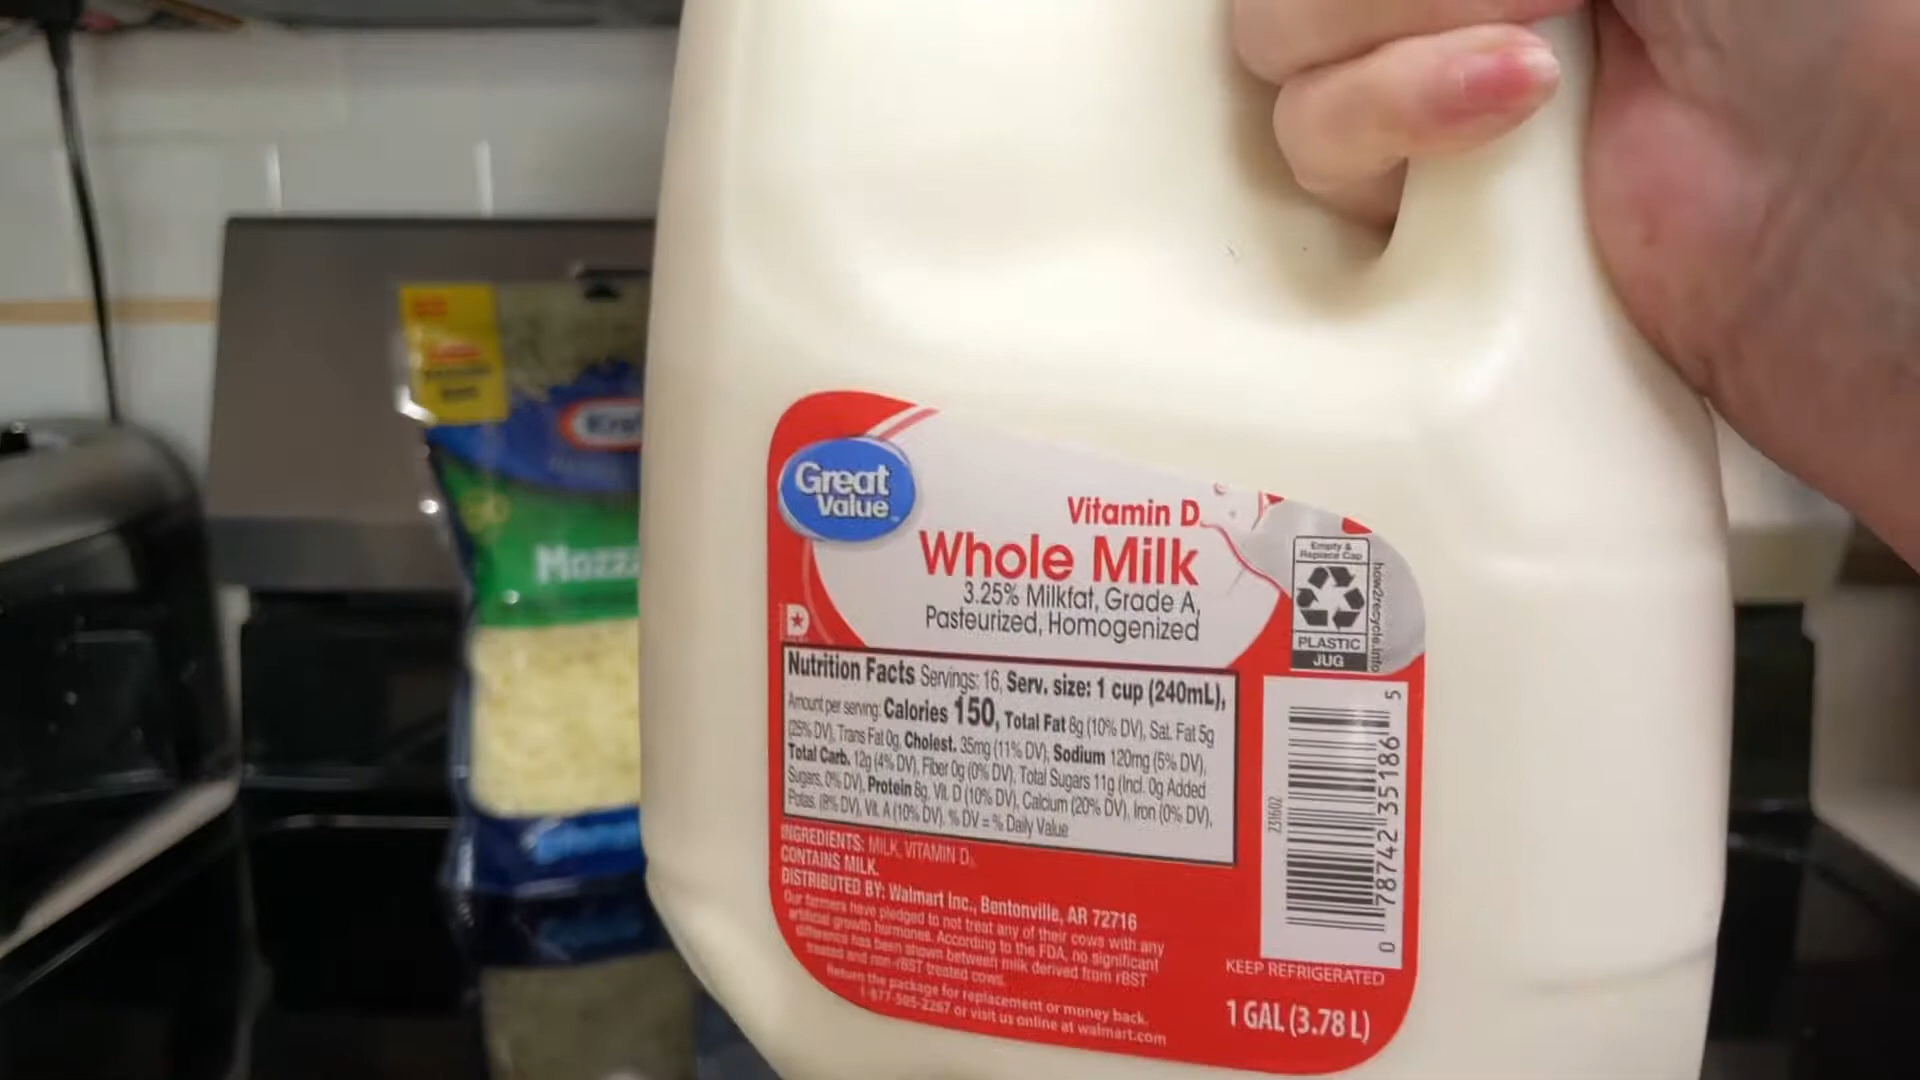 Kraf
Mozz
Great
Value
Vitamin D
Whole Milk
3.25% Milkfat, Grade A,
Pasteurized, Homogenized
D
Empty &
Replace Cap
PLASTIC
JUG
how2recycle.info
Nutrition Facts Servings: 16, Serv. size: 1 cup (240mL),
Amount per serving: Calories 150, Total Fat 8g (10% DV), Sat. Fat 5g
(25% DV), Trans Fat 0g, Cholest. 35mg (11% DV), Sodium 120mg (5% DV),
Total Carb. 12g (4% DV), Fiber 0g (0% DV), Total Sugars 11g (Incl. 0g Added
Sugars, 0% DV), Protein 8g, Vit. D (10% DV), Calcium (20% DV), Iron (0% DV),
Potas. (8% DV), Vit. A (10% DV). % DV = % Daily Value
INGREDIENTS: MILK, VITAMIN D
CONTAINS MILK.
DISTRIBUTED BY: Walmart Inc., Bentonville, AR 72716
Our farmers have pledged to not treat any of their cows with any
artificial growth hormones. According to the FDA, no significant
difference has been shown between milk derived from rBST
treated and non-rBST treated cows.
Return the package for replacement or money back.
1-877-505-2267 or visit us online at walmart.com
231602
0 78742 35186 5
KEEP REFRIGERATED
1 GAL (3.78 L)